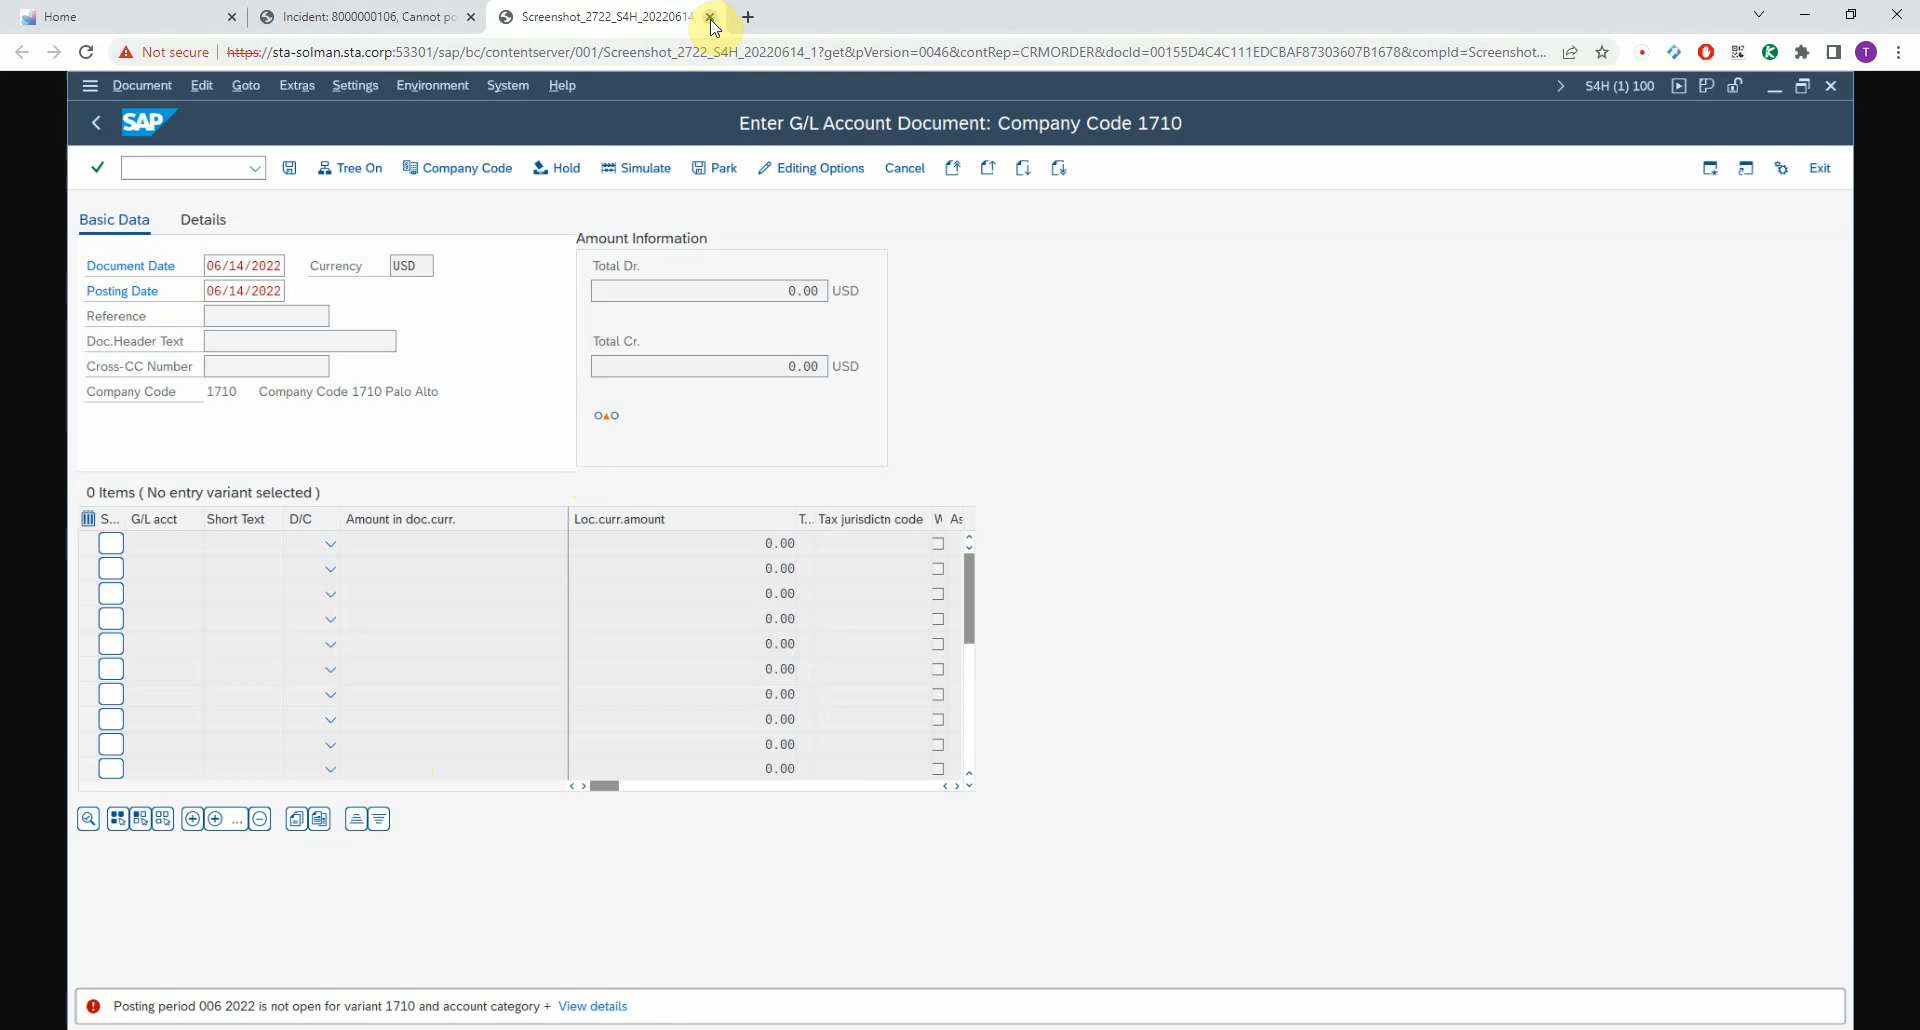 Home
Incident: 8000000106, Cannot po
Screenshot_2722_S4H_20220614
Not secure
https://sta-solman.sta.corp:53301/sap/bc/contentserver/001/Screenshot_2722_S4H_20220614_1?get&pVersion=0046&contRep=CRMORDER&docId=00155D4C4C111EDCBAF87303607B1678&compId=Screenshot...
T
Document Edit Goto Extras Settings Environment System Help
S4H (1) 100
SAP
Enter G/L Account Document: Company Code 1710
Tree On Company Code Hold Simulate Park Editing Options Cancel
Exit
Basic Data Details
Amount Information
Document Date 06/14/2022 Currency USD
Total Dr.
Posting Date 06/14/2022
0.00 USD
Reference
Doc.Header Text
Total Cr.
Cross-CC Number
0.00 USD
Company Code 1710 Company Code 1710 Palo Alto
0 Items ( No entry variant selected )
S... G/L acct Short Text D/C Amount in doc.curr. Loc.curr.amount T... Tax jurisdictn code W As
0.00
0.00
0.00
0.00
0.00
0.00
0.00
0.00
0.00
0.00
...
Posting period 006 2022 is not open for variant 1710 and account category + View details